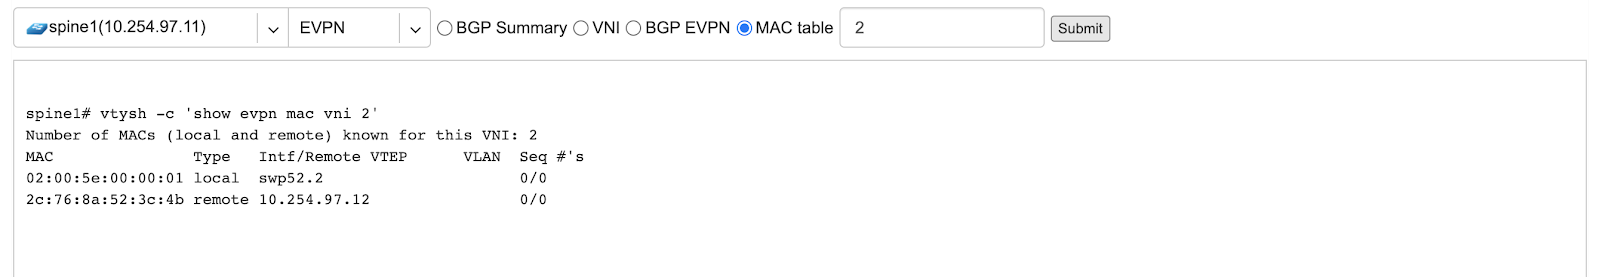 spine1(10.254.97.11) EVPN BGP Summary VNI BGP EVPN MAC table 2 Submit
spine1# vtysh -c 'show evpn mac vni 2'
Number of MACs (local and remote) known for this VNI: 2
MAC Type Intf/Remote VTEP VLAN Seq #'s
02:00:5e:00:00:01 local swp52.2 0/0
2c:76:8a:52:3c:4b remote 10.254.97.12 0/0